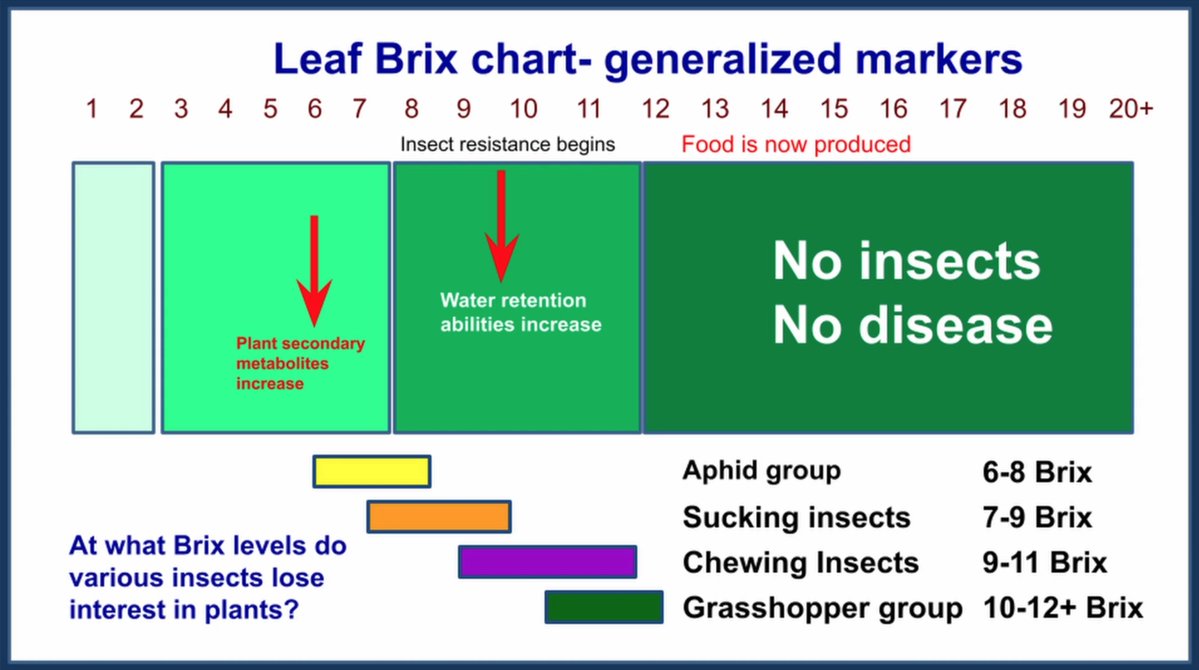 Leaf Brix chart- generalized markers
1 2 3 4 5 6 7 8 9 10 11 12 13 14 15 16 17 18 19 20+
Insect resistance begins Food is now produced
No insects
No disease
Water retention
abilities increase
Plant secondary
metabolites
increase
Aphid group 6-8 Brix
Sucking insects 7-9 Brix
Chewing Insects 9-11 Brix
Grasshopper group 10-12+ Brix
At what Brix levels do
various insects lose
interest in plants?